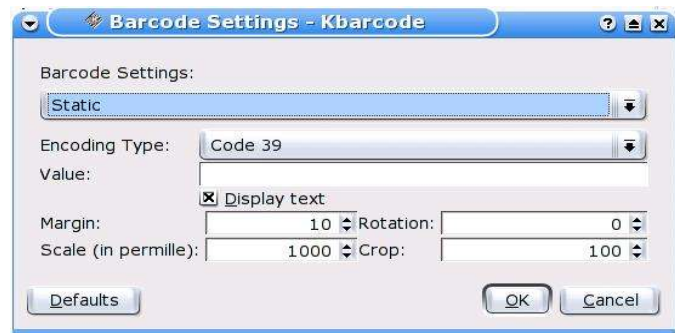 Barcode Settings - Kbarcode
Barcode Settings:
Static
Encoding Type: Code 39
Value:
Display text
Margin: 10 Rotation: 0
Scale (in permille): 1000 Crop: 100
Defaults OK Cancel